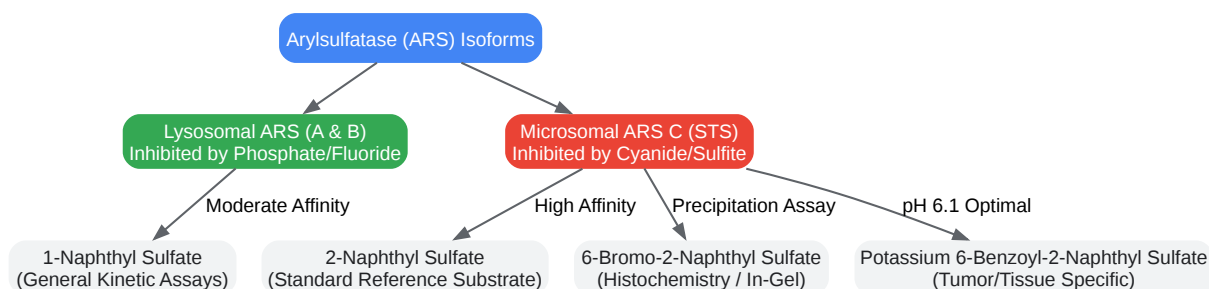 Arylsulfatase (ARS) Isoforms
Lysosomal ARS (A & B)
Inhibited by Phosphate/Fluoride
Microsomal ARS C (STS)
Inhibited by Cyanide/Sulfite
Moderate Affinity
High Affinity
Precipitation Assay
pH 6.1 Optimal
1-Naphthyl Sulfate
(General Kinetic Assays)
2-Naphthyl Sulfate
(Standard Reference Substrate)
6-Bromo-2-Naphthyl Sulfate
(Histochemistry / In-Gel)
Potassium 6-Benzoyl-2-Naphthyl Sulfate
(Tumor/Tissue Specific)